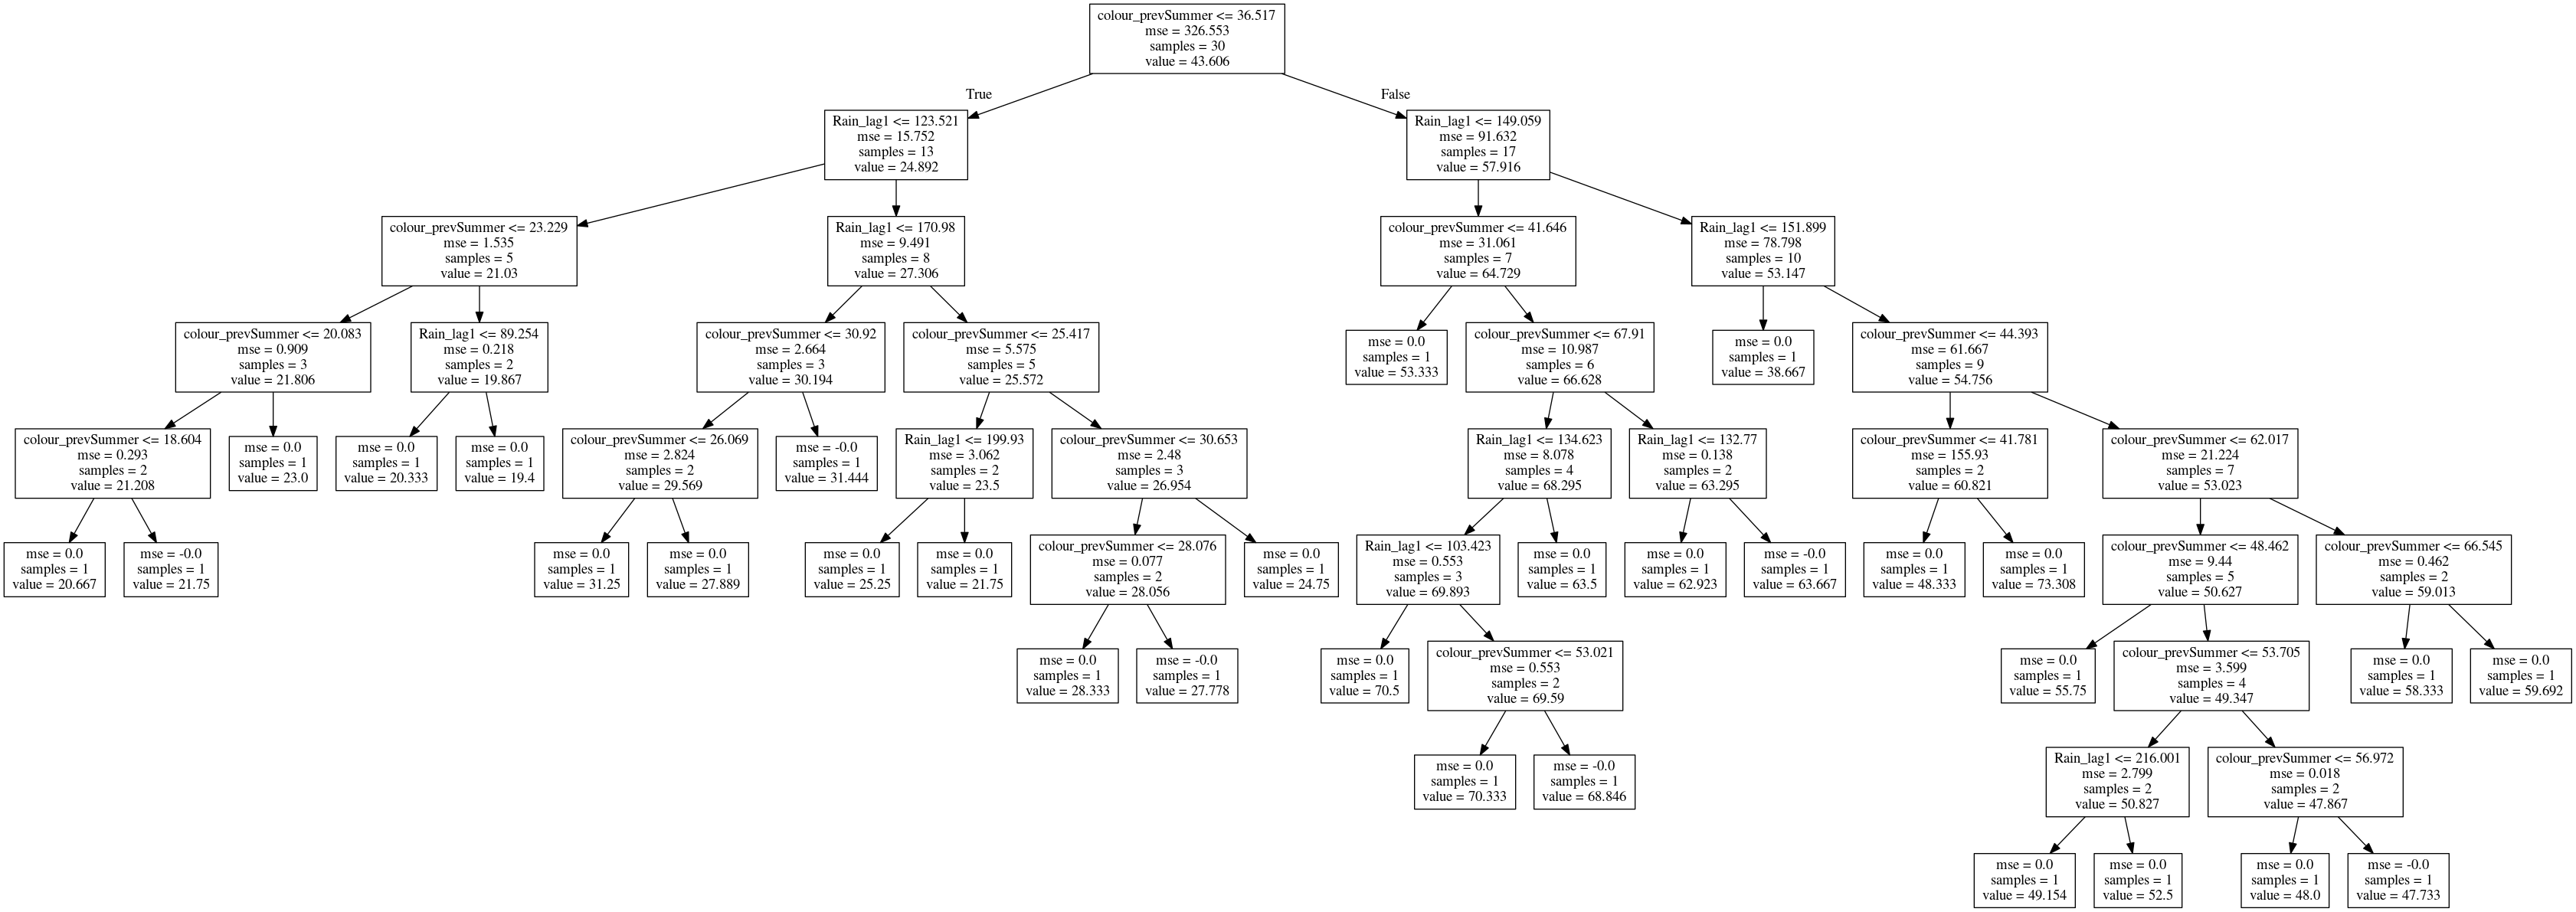 colour_prevSummer <= 36.517
mse = 326.553
samples = 30
value = 43.606
True
False
Rain_lag1 <= 123.521
mse = 15.752
samples = 13
value = 24.892
Rain_lag1 <= 149.059
mse = 91.632
samples = 17
value = 57.916
colour_prevSummer <= 23.229
mse = 1.535
samples = 5
value = 21.03
Rain_lag1 <= 170.98
mse = 9.491
samples = 8
value = 27.306
colour_prevSummer <= 41.646
mse = 31.061
samples = 7
value = 64.729
Rain_lag1 <= 151.899
mse = 78.798
samples = 10
value = 53.147
colour_prevSummer <= 20.083
mse = 0.909
samples = 3
value = 21.806
Rain_lag1 <= 89.254
mse = 0.218
samples = 2
value = 19.867
colour_prevSummer <= 30.92
mse = 2.664
samples = 3
value = 30.194
colour_prevSummer <= 25.417
mse = 5.575
samples = 5
value = 25.572
mse = 0.0
samples = 1
value = 53.333
colour_prevSummer <= 67.91
mse = 10.987
samples = 6
value = 66.628
mse = 0.0
samples = 1
value = 38.667
colour_prevSummer <= 44.393
mse = 61.667
samples = 9
value = 54.756
colour_prevSummer <= 18.604
mse = 0.293
samples = 2
value = 21.208
mse = 0.0
samples = 1
value = 23.0
mse = 0.0
samples = 1
value = 20.333
mse = 0.0
samples = 1
value = 19.4
colour_prevSummer <= 26.069
mse = 2.824
samples = 2
value = 29.569
mse = -0.0
samples = 1
value = 31.444
Rain_lag1 <= 199.93
mse = 3.062
samples = 2
value = 23.5
colour_prevSummer <= 30.653
mse = 2.48
samples = 3
value = 26.954
Rain_lag1 <= 134.623
mse = 8.078
samples = 4
value = 68.295
Rain_lag1 <= 132.77
mse = 0.138
samples = 2
value = 63.295
colour_prevSummer <= 41.781
mse = 155.93
samples = 2
value = 60.821
colour_prevSummer <= 62.017
mse = 21.224
samples = 7
value = 53.023
mse = 0.0
samples = 1
value = 20.667
mse = -0.0
samples = 1
value = 21.75
mse = 0.0
samples = 1
value = 31.25
mse = 0.0
samples = 1
value = 27.889
mse = 0.0
samples = 1
value = 25.25
mse = 0.0
samples = 1
value = 21.75
colour_prevSummer <= 28.076
mse = 0.077
samples = 2
value = 28.056
mse = 0.0
samples = 1
value = 24.75
Rain_lag1 <= 103.423
mse = 0.553
samples = 3
value = 69.893
mse = 0.0
samples = 1
value = 63.5
mse = 0.0
samples = 1
value = 62.923
mse = -0.0
samples = 1
value = 63.667
mse = 0.0
samples = 1
value = 48.333
mse = 0.0
samples = 1
value = 73.308
colour_prevSummer <= 48.462
mse = 9.44
samples = 5
value = 50.627
colour_prevSummer <= 66.545
mse = 0.462
samples = 2
value = 59.013
mse = 0.0
samples = 1
value = 28.333
mse = -0.0
samples = 1
value = 27.778
mse = 0.0
samples = 1
value = 70.5
colour_prevSummer <= 53.021
mse = 0.553
samples = 2
value = 69.59
mse = 0.0
samples = 1
value = 55.75
colour_prevSummer <= 53.705
mse = 3.599
samples = 4
value = 49.347
mse = 0.0
samples = 1
value = 58.333
mse = 0.0
samples = 1
value = 59.692
mse = 0.0
samples = 1
value = 70.333
mse = -0.0
samples = 1
value = 68.846
Rain_lag1 <= 216.001
mse = 2.799
samples = 2
value = 50.827
colour_prevSummer <= 56.972
mse = 0.018
samples = 2
value = 47.867
mse = 0.0
samples = 1
value = 49.154
mse = 0.0
samples = 1
value = 52.5
mse = 0.0
samples = 1
value = 48.0
mse = -0.0
samples = 1
value = 47.733